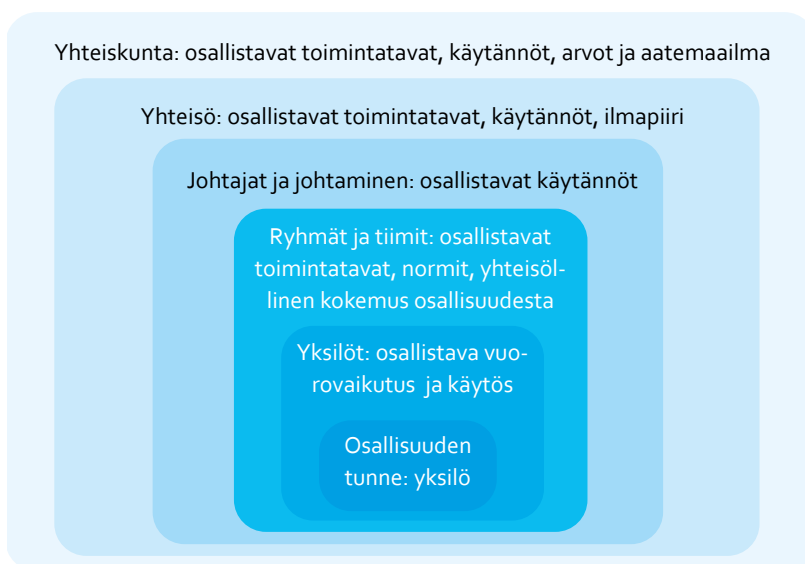 Yhteiskunta: osallistavat toimintatavat, käytännöt, arvot ja aatemaailma
Yhteisö: osallistavat toimintatavat, käytännöt, ilmapiiri
Johtajat ja johtaminen: osallistavat käytännöt
Ryhmät ja tiimit: osallistavat
toimintatavat, normit, yhteisöl-
linen kokemus osallisuudesta
Yksilöt: osallistava vuo-
rovaikutus ja käytös
Osallisuuden
tunne: yksilö